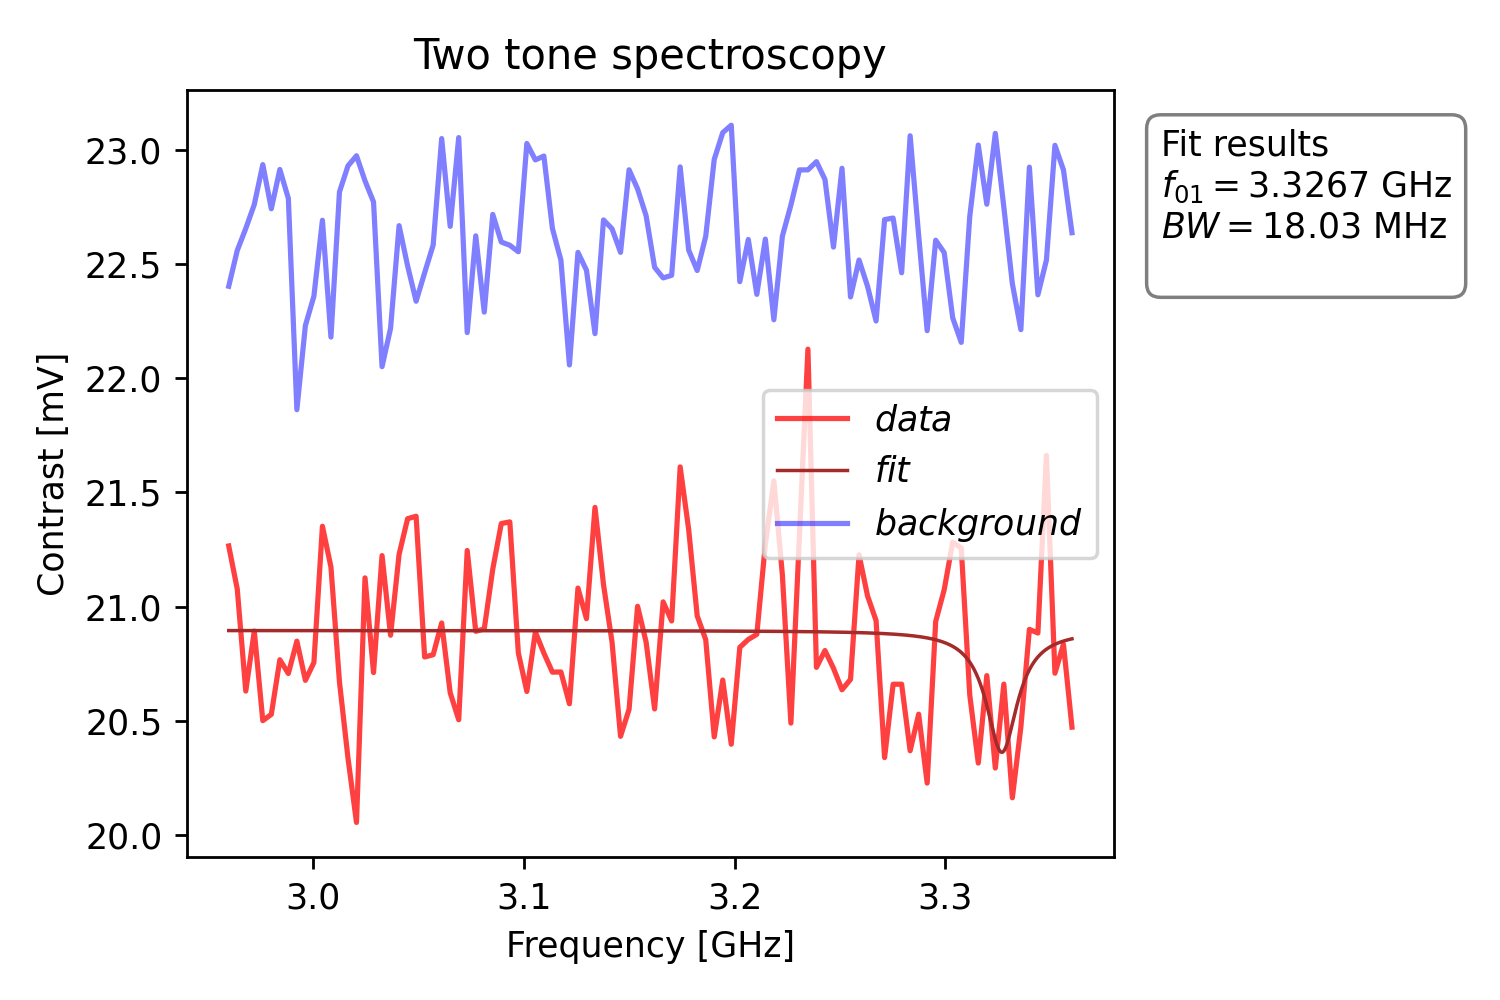 Two tone spectroscopy
Contrast [mV]
23.0
22.5
22.0
21.5
21.0
20.5
20.0
3.0 3.1 3.2 3.3
Frequency [GHz]
data
fit
background
Fit results
f₀₁ = 3.3267 GHz
BW = 18.03 MHz